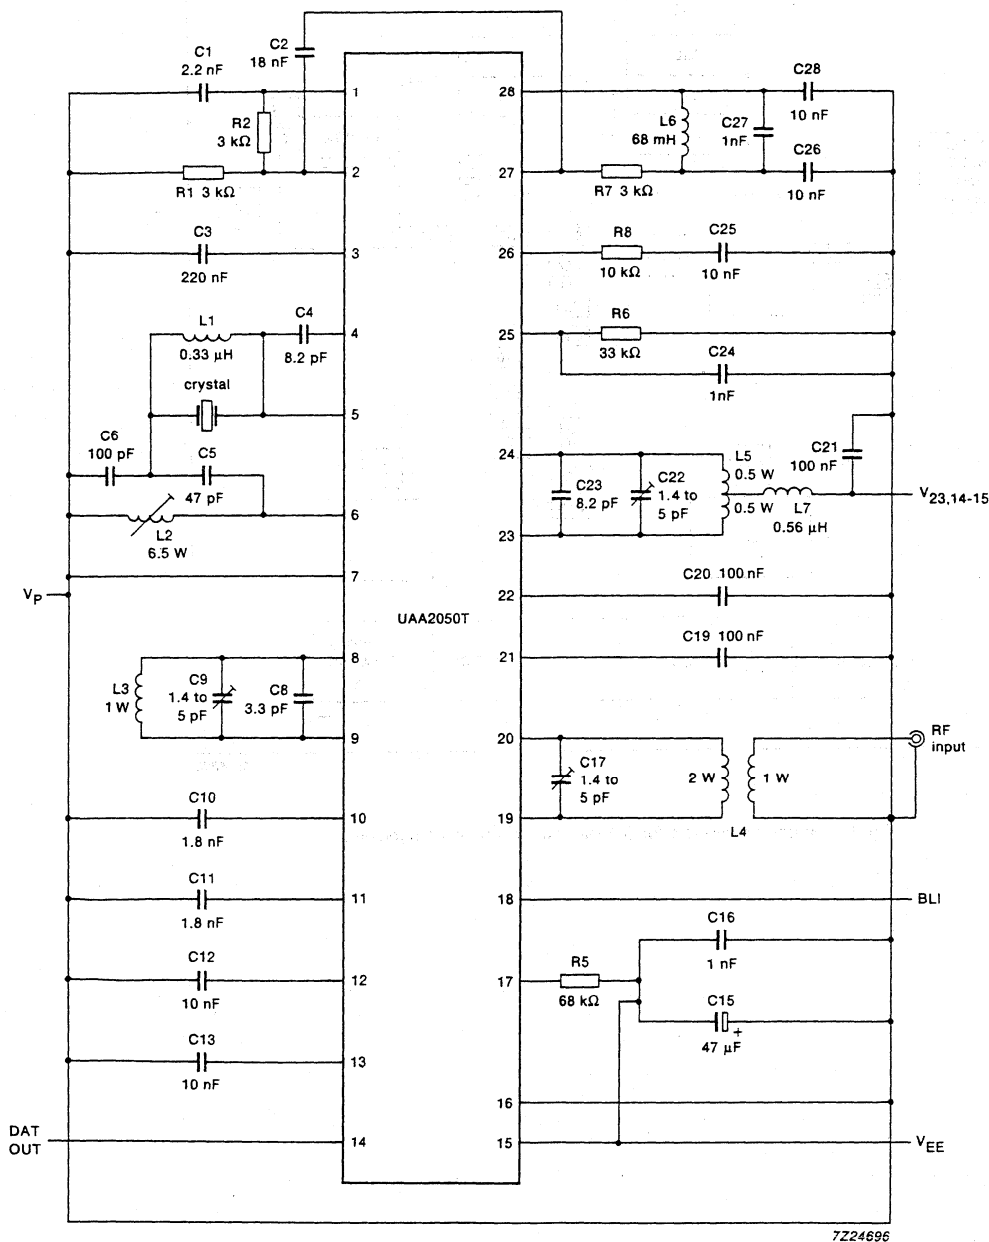 C1
2.2 nF
C2
18 nF
1
R2
3 kΩ
2
R1 3 kΩ
C3
220 nF
3
L1
0.33 µH
C4
8.2 pF
4
crystal
5
C6
100 pF
C5
47 pF
L2
6.5 W
6
7
VP
UAA2050T
8
L3
1 W
C9
1.4 to
5 pF
C8
3.3 pF
9
C10
1.8 nF
10
C11
1.8 nF
11
C12
10 nF
12
C13
10 nF
13
DAT
OUT
14
28
C28
10 nF
L6
68 mH
C27
1nF
C26
10 nF
27
R7 3 kΩ
26
R8
10 kΩ
C25
10 nF
25
R6
33 kΩ
C24
1nF
24
C23
8.2 pF
C22
1.4 to
5 pF
L5
0.5 W
0.5 W
C21
100 nF
L7
0.56 µH
V23,14-15
23
22
C20 100 nF
21
C19 100 nF
20
C17
1.4 to
5 pF
2 W
1 W
L4
RF
input
19
18
BLI
17
R5
68 kΩ
C16
1 nF
C15
+
47 µF
16
15
VEE
7Z24696